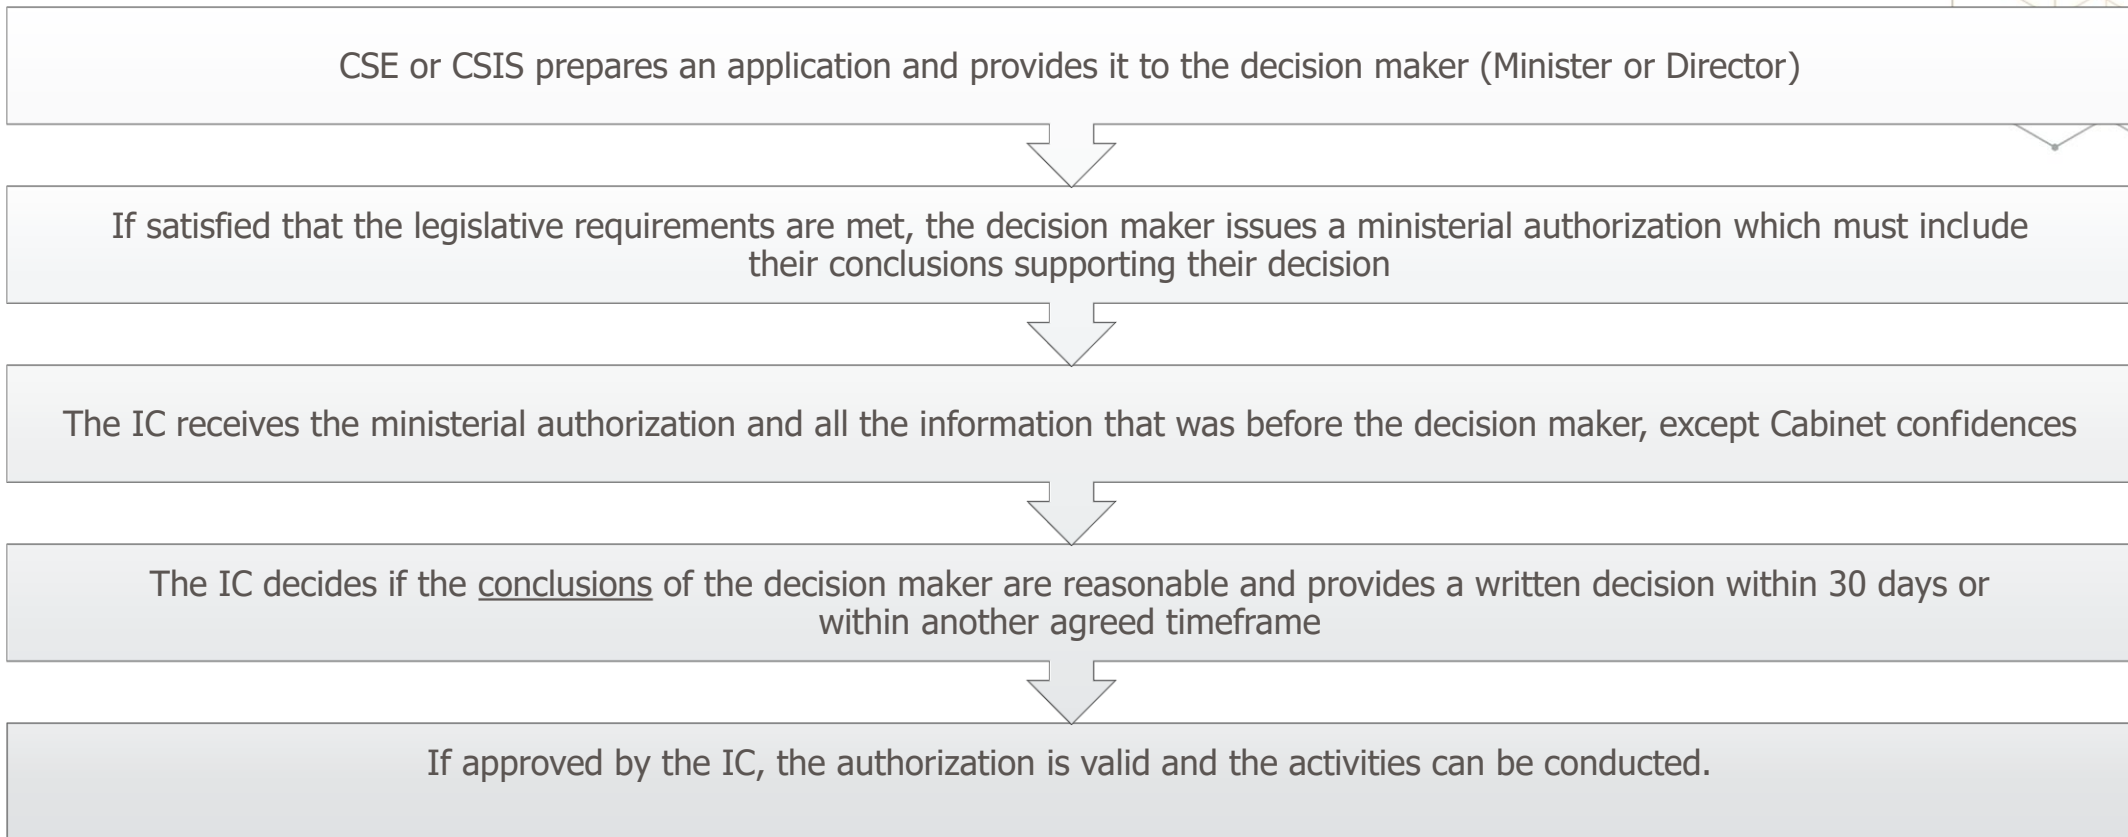 CSE or CSIS prepares an application and provides it to the decision maker (Minister or Director)
If satisfied that the legislative requirements are met, the decision maker issues a ministerial authorization which must include
their conclusions supporting their decision
The IC receives the ministerial authorization and all the information that was before the decision maker, except Cabinet confidences
The IC decides if the conclusions of the decision maker are reasonable and provides a written decision within 30 days or
within another agreed timeframe
If approved by the IC, the authorization is valid and the activities can be conducted.